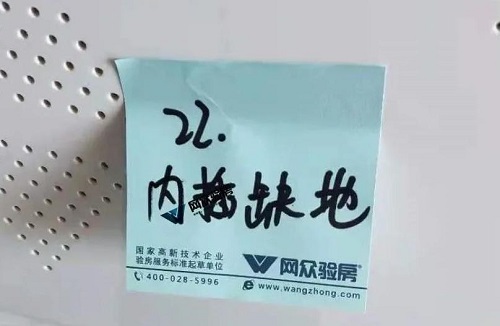 22.
内插缺地
国家高新技术企业
验房服务标准起草单位
400-028-5996
网众验房
www.wangzhong.com